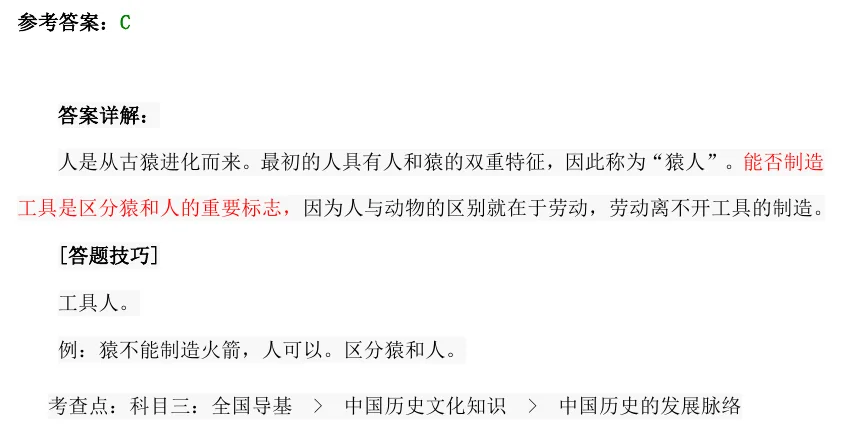 参考答案：C
答案详解：
人是从古猿进化而来。最初的人具有人和猿的双重特征，因此称为“猿人”。能否制造
工具是区分猿和人的重要标志，因为人与动物的区别就在于劳动，劳动离不开工具的制造。
[答题技巧]
工具人。
例：猿不能制造火箭，人可以。区分猿和人。
考查点：科目三：全国导基 > 中国历史文化知识 > 中国历史的发展脉络